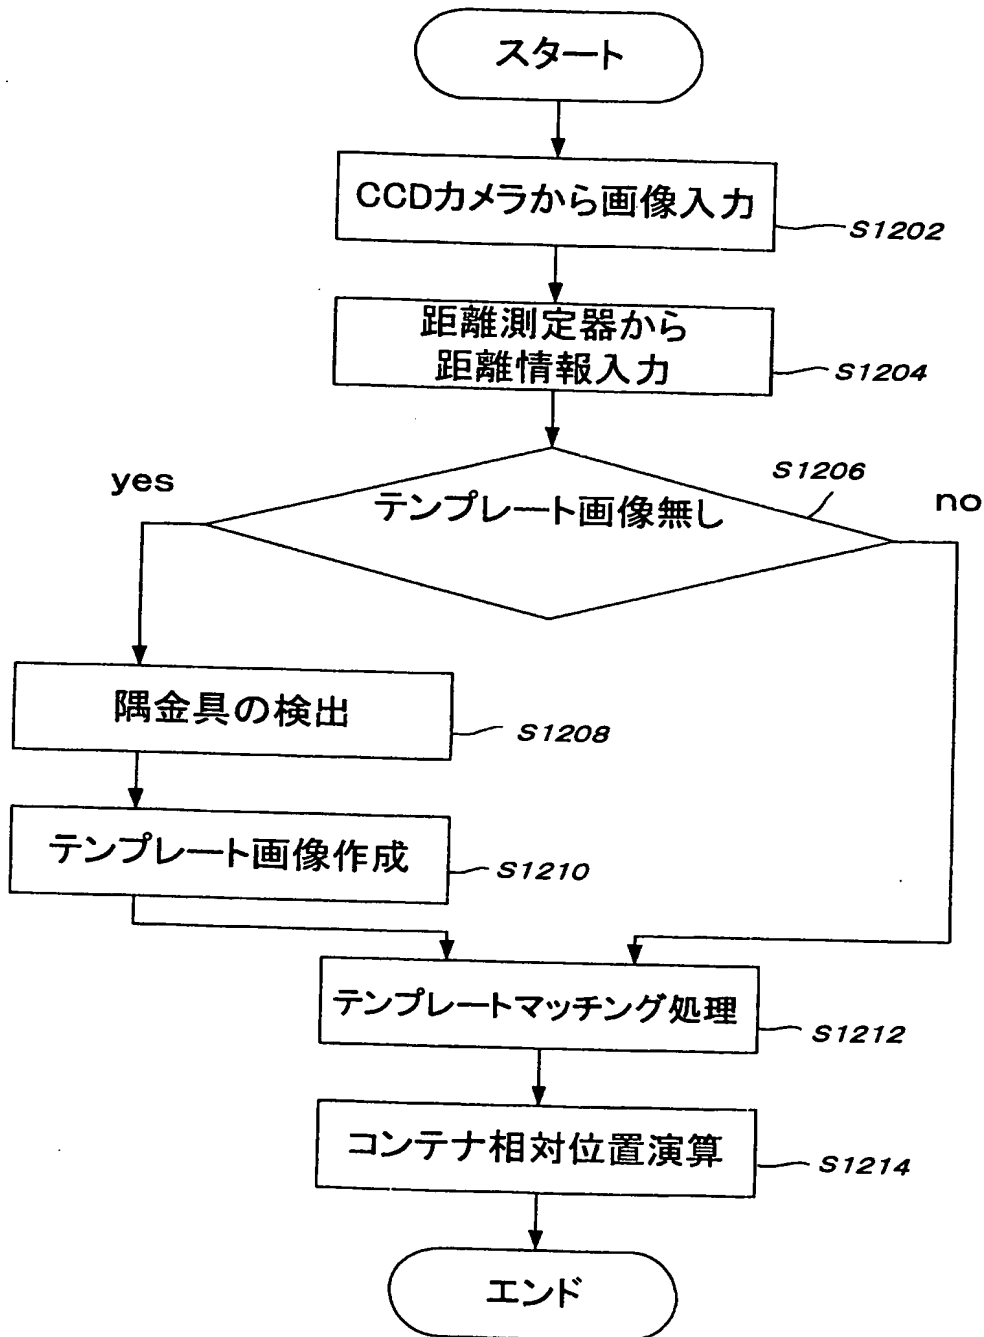 スタート
CCDカメラから画像入力
S1202
距離測定器から
距離情報入力
S1204
yes
テンプレート画像無し
S1206
no
隅金具の検出
S1208
テンプレート画像作成
S1210
テンプレートマッチング処理
S1212
コンテナ相対位置演算
S1214
エンド